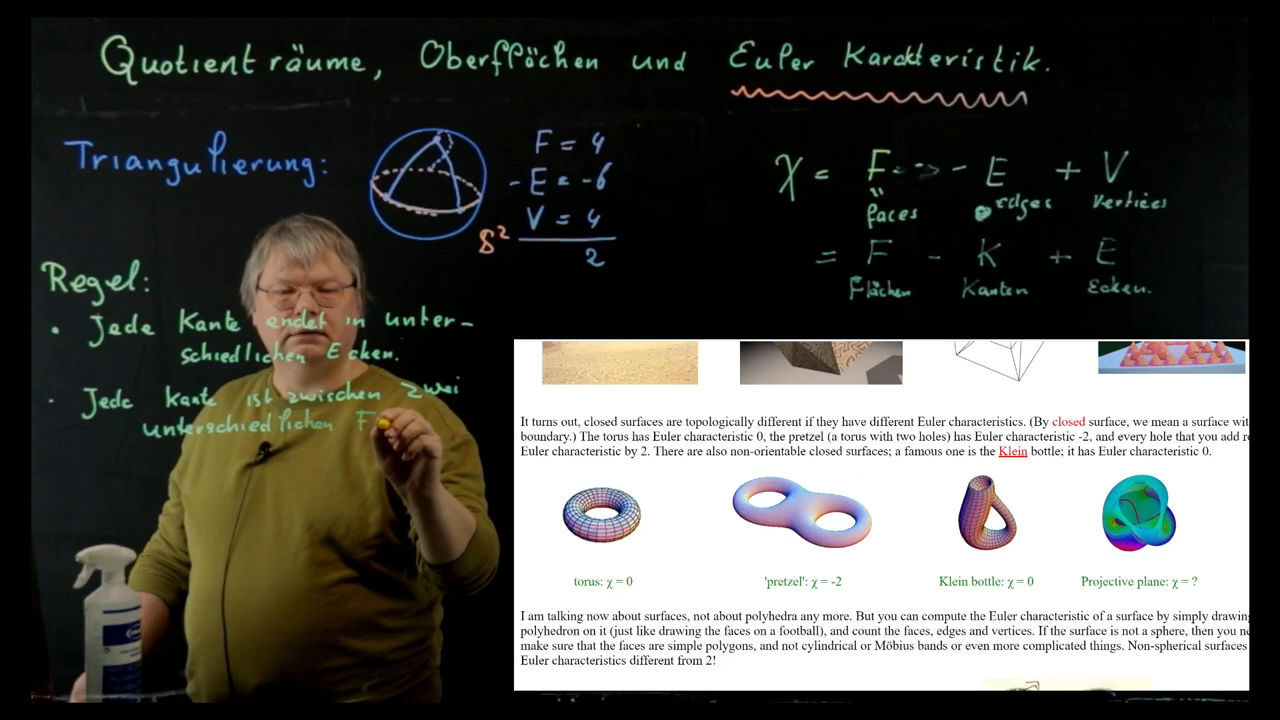 Quotienträume, Oberflächen und Euler Karakteristik.
Triangulierung:
F = 4
- E = -6
V = 4
2
S²
χ = F - E + V
faces edges vertices
= F - K + E
Flächen Kanten Ecken.
Regel:
• Jede Kante endet in unter-
schiedlichen Ecken.
• Jede Kante ist zwischen zwei
unterschiedlichen F
It turns out, closed surfaces are topologically different if they have different Euler characteristics. (By closed surface, we mean a surface wit
boundary.) The torus has Euler characteristic 0, the pretzel (a torus with two holes) has Euler characteristic -2, and every hole that you add r
Euler characteristic by 2. There are also non-orientable closed surfaces; a famous one is the Klein bottle; it has Euler characteristic 0.
torus: χ = 0 'pretzel': χ = -2 Klein bottle: χ = 0 Projective plane: χ = ?
I am talking now about surfaces, not about polyhedra any more. But you can compute the Euler characteristic of a surface by simply drawing
polyhedron on it (just like drawing the faces on a football), and count the faces, edges and vertices. If the surface is not a sphere, then you ne
make sure that the faces are simple polygons, and not cylindrical or Möbius bands or even more complicated things. Non-spherical surfaces
Euler characteristics different from 2!